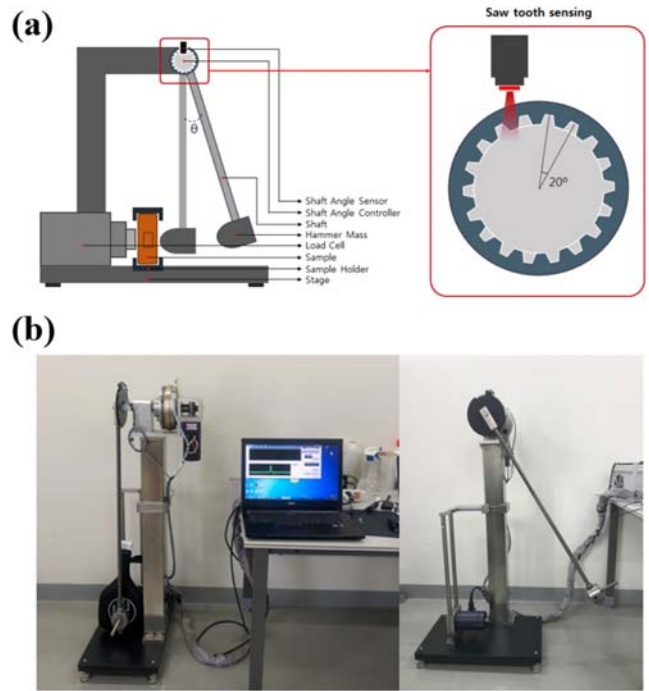 (a)
Saw tooth sensing
θ
20º
Shaft Angle Sensor
Shaft Angle Controller
Shaft
Hammer Mass
Load Cell
Sample
Sample Holder
Stage
(b)